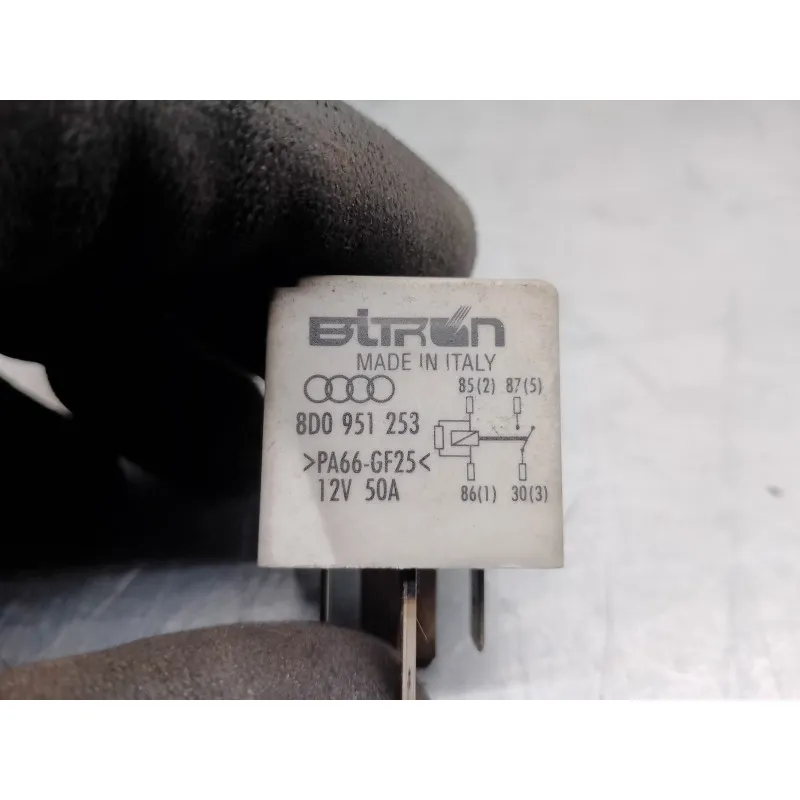 BITRON
MADE IN ITALY
85(2) 87(5)
8D0 951 253
>PA66-GF25<
12V 50A
86(1) 30(3)